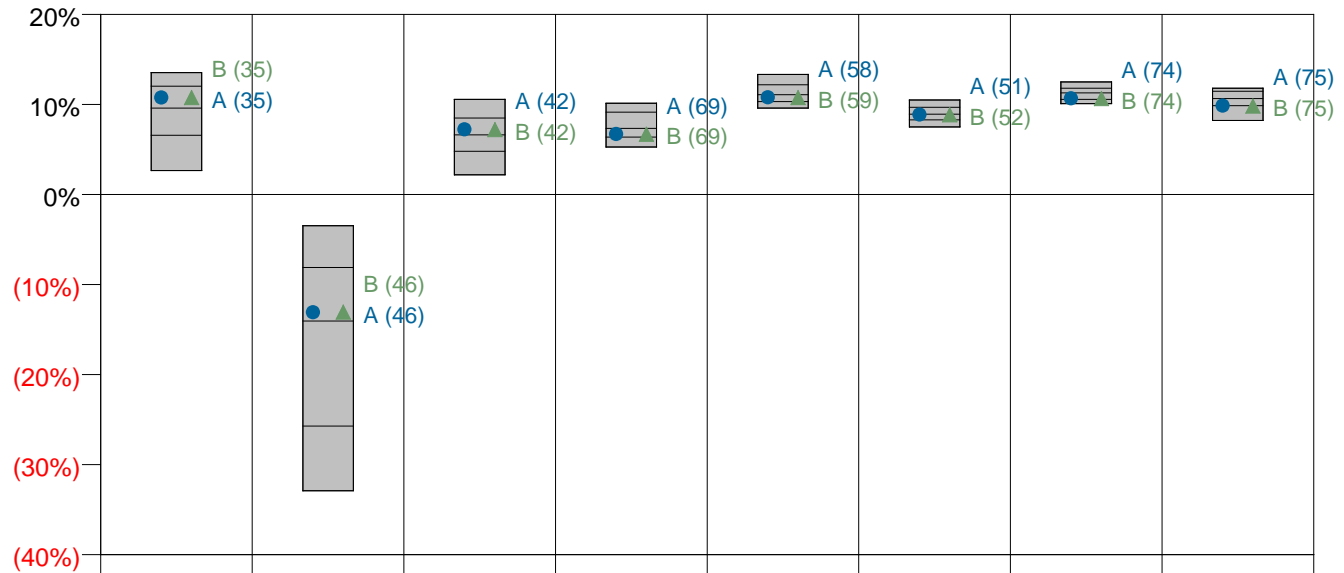 20%
10%
0%
(10%)
(20%)
(30%)
(40%)
B (35)
A (35)
B (46)
A (46)
A (42)
B (42)
A (69)
B (69)
A (58)
B (59)
A (51)
B (52)
A (74)
B (74)
A (75)
B (75)